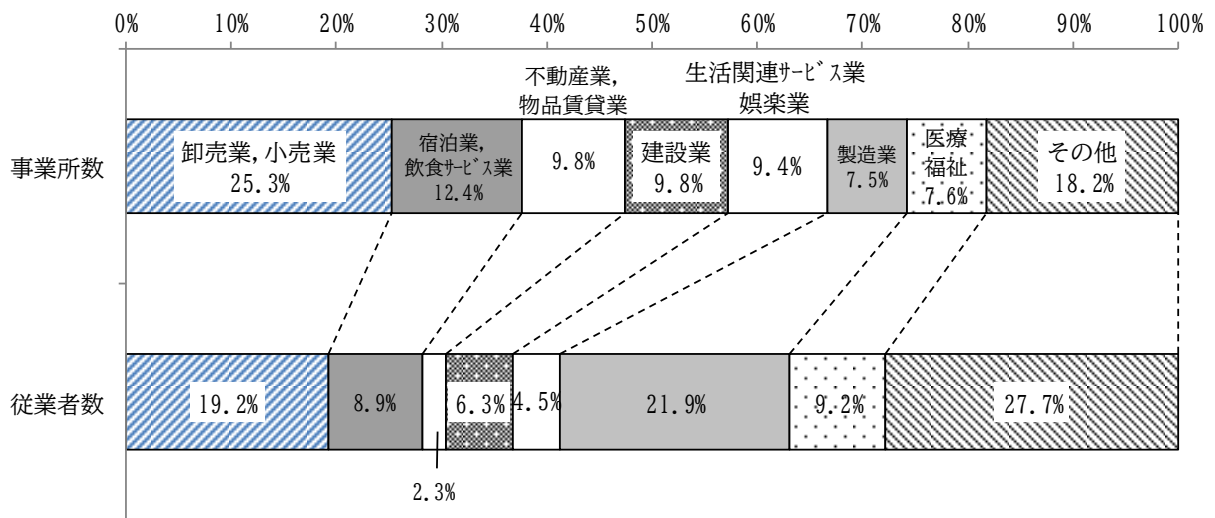 0% 10% 20% 30% 40% 50% 60% 70% 80% 90% 100%
不動産業,
物品賃貸業
生活関連サービス業
娯楽業
事業所数
卸売業,小売業
25.3%
宿泊業,
飲食サービス業
12.4%
9.8%
建設業
9.8%
9.4%
製造業
7.5%
医療
福祉
7.6%
その他
18.2%
従業者数
19.2%
8.9%
2.3%
6.3%
4.5%
21.9%
9.2%
27.7%